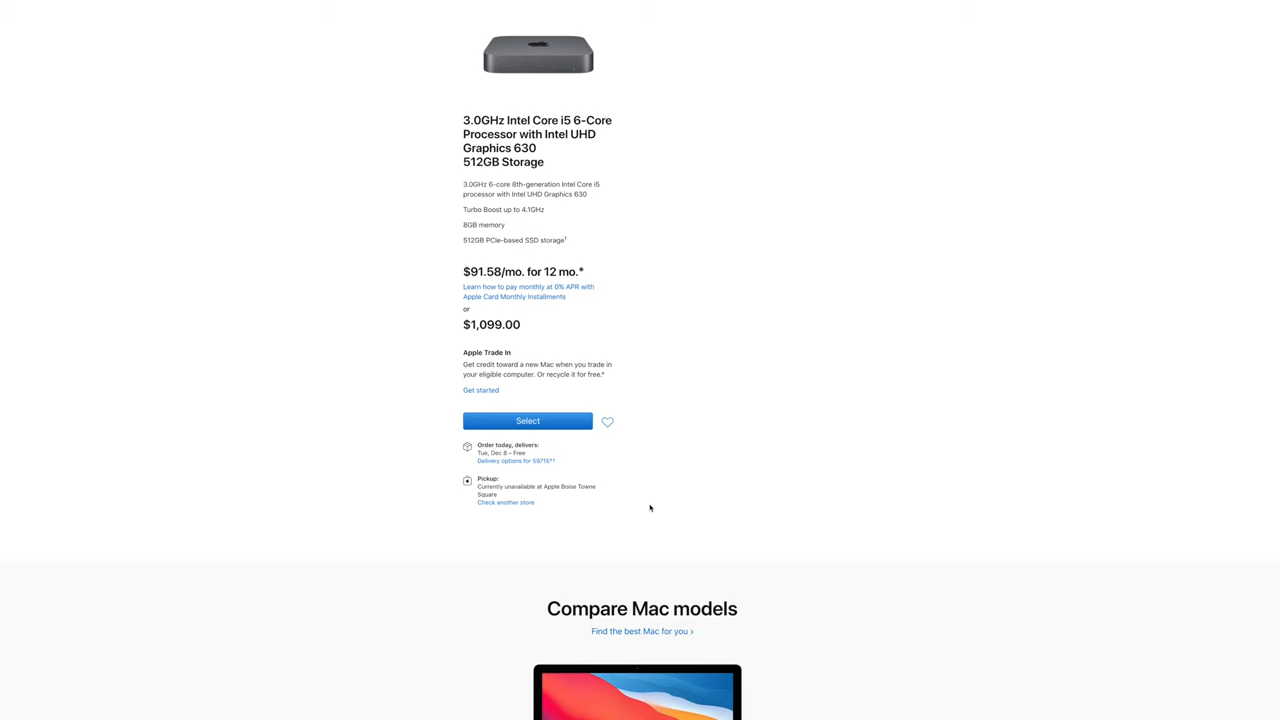 3.0GHz Intel Core i5 6-Core
Processor with Intel UHD
Graphics 630
512GB Storage
3.0GHz 6-core 8th-generation Intel Core i5
processor with Intel UHD Graphics 630
Turbo Boost up to 4.1GHz
8GB memory
512GB PCIe-based SSD storage¹
$91.58/mo. for 12 mo.*
Learn how to pay monthly at 0% APR with
Apple Card Monthly Installments
or
$1,099.00
Apple Trade In
Get credit toward a new Mac when you trade in
your eligible computer. Or recycle it for free.*
Get started
Select
Order today, delivers:
Tue, Dec 8 – Free
Delivery options for 59715‡‡
Pickup:
Currently unavailable at Apple Boise Towne
Square
Check another store
Compare Mac models
Find the best Mac for you ›